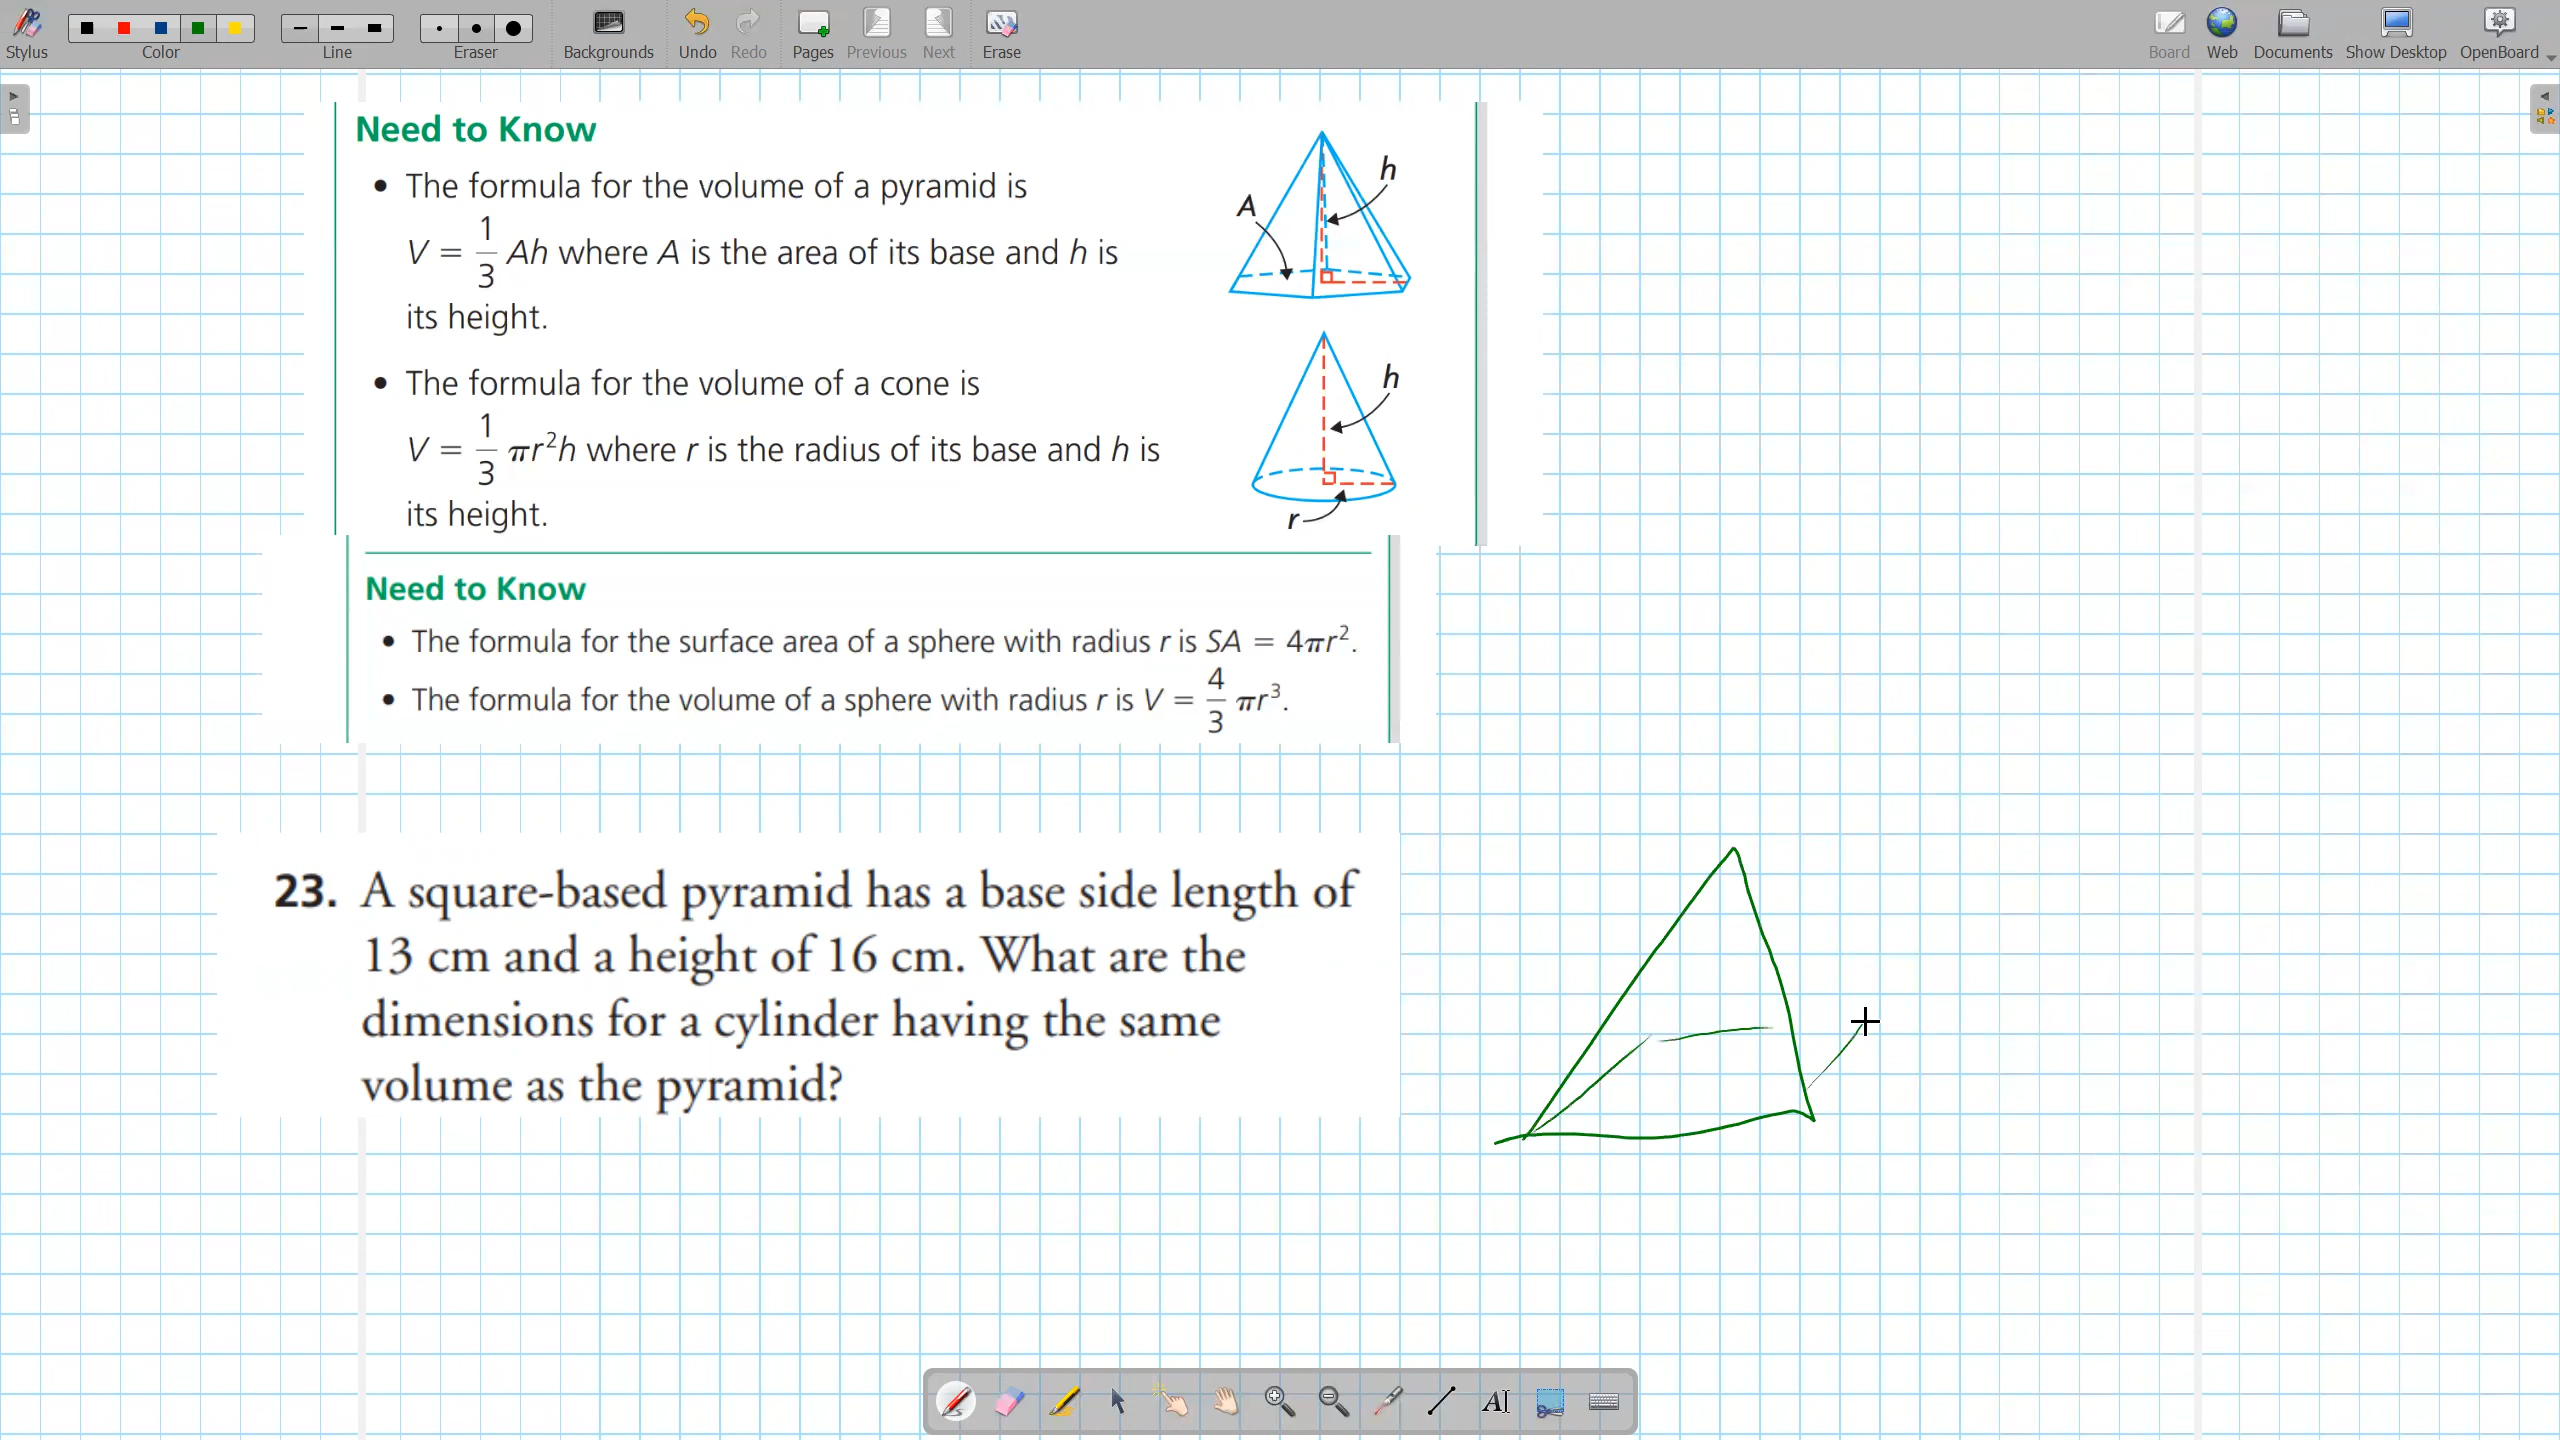 Stylus Color Line Eraser Backgrounds Undo Redo Pages Previous Next Erase Board Web Documents Show Desktop OpenBoard
Need to Know
• The formula for the volume of a pyramid is
V = 1/3 Ah where A is the area of its base and h is
its height.
A
h
• The formula for the volume of a cone is
V = 1/3 πr²h where r is the radius of its base and h is
its height.
h
r
Need to Know
• The formula for the surface area of a sphere with radius r is SA = 4πr².
• The formula for the volume of a sphere with radius r is V = 4/3 πr³.
23. A square-based pyramid has a base side length of
13 cm and a height of 16 cm. What are the
dimensions for a cylinder having the same
volume as the pyramid?
AI